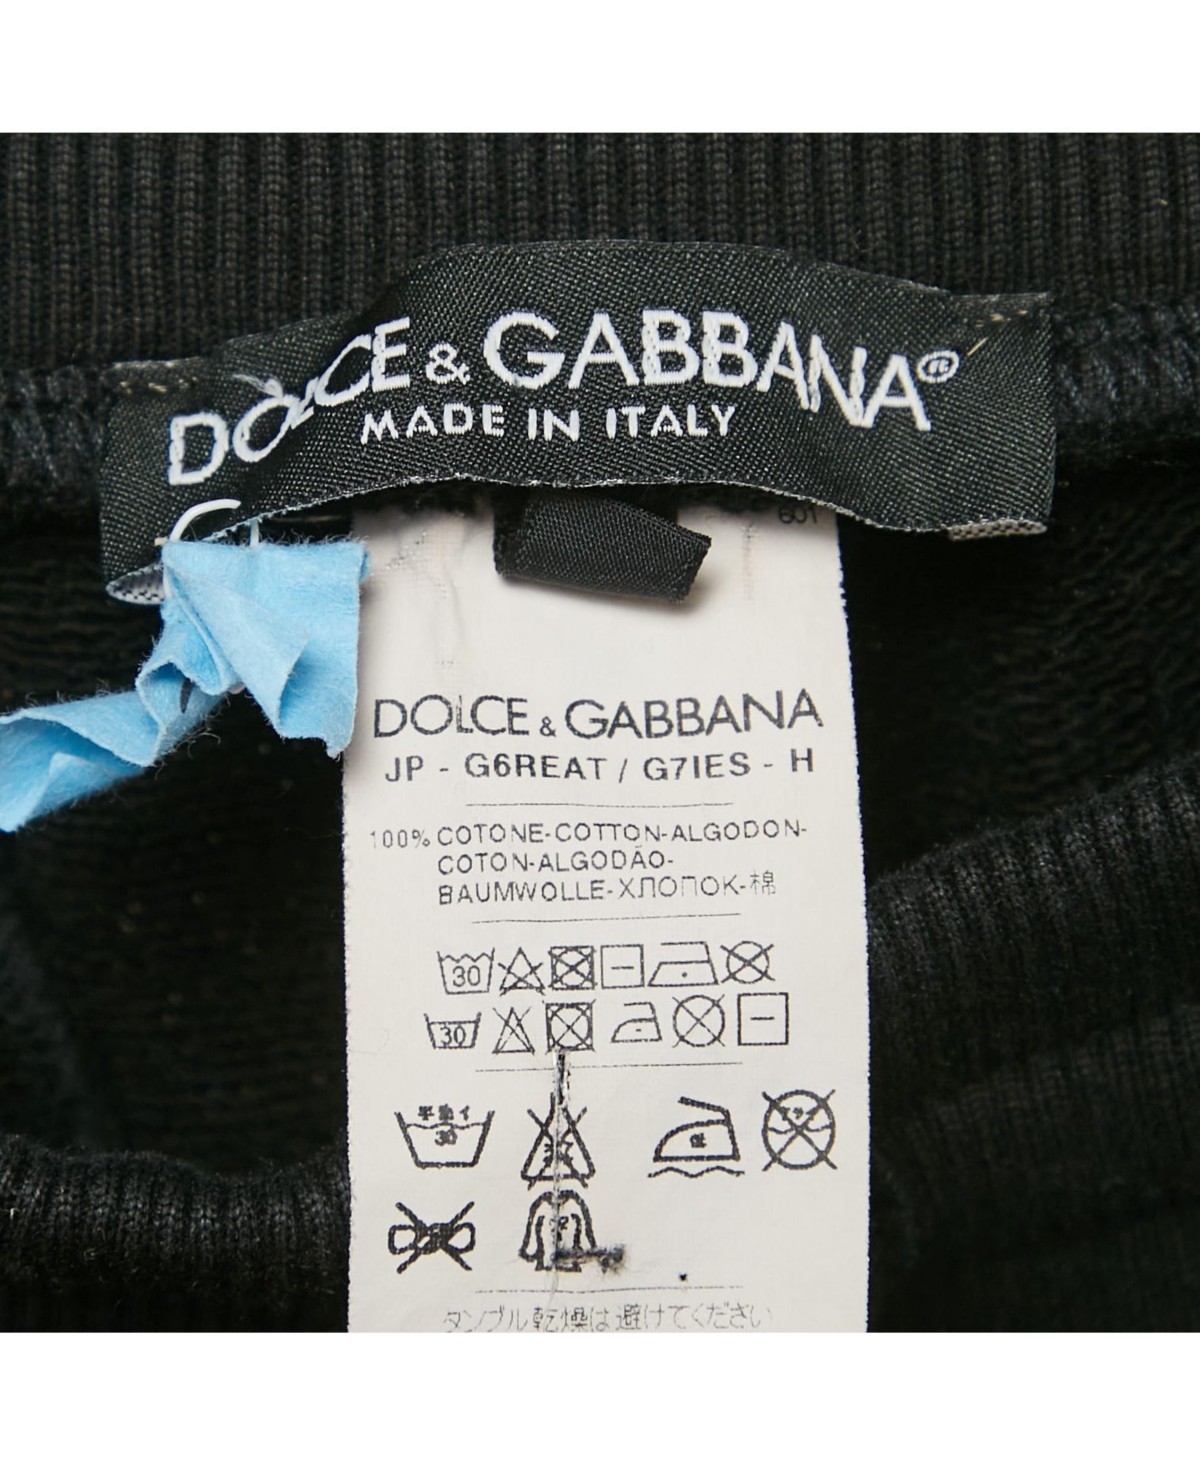 DOLCE & GABBANA®
MADE IN ITALY
601
DOLCE & GABBANA
JP - G6REAT / G7IES - H
100% COTONE-COTTON-ALGODON-
COTON-ALGODÃO-
BAUMWOLLE-ХЛОПОК-棉
30
30
30
タンブル乾燥は避けてください